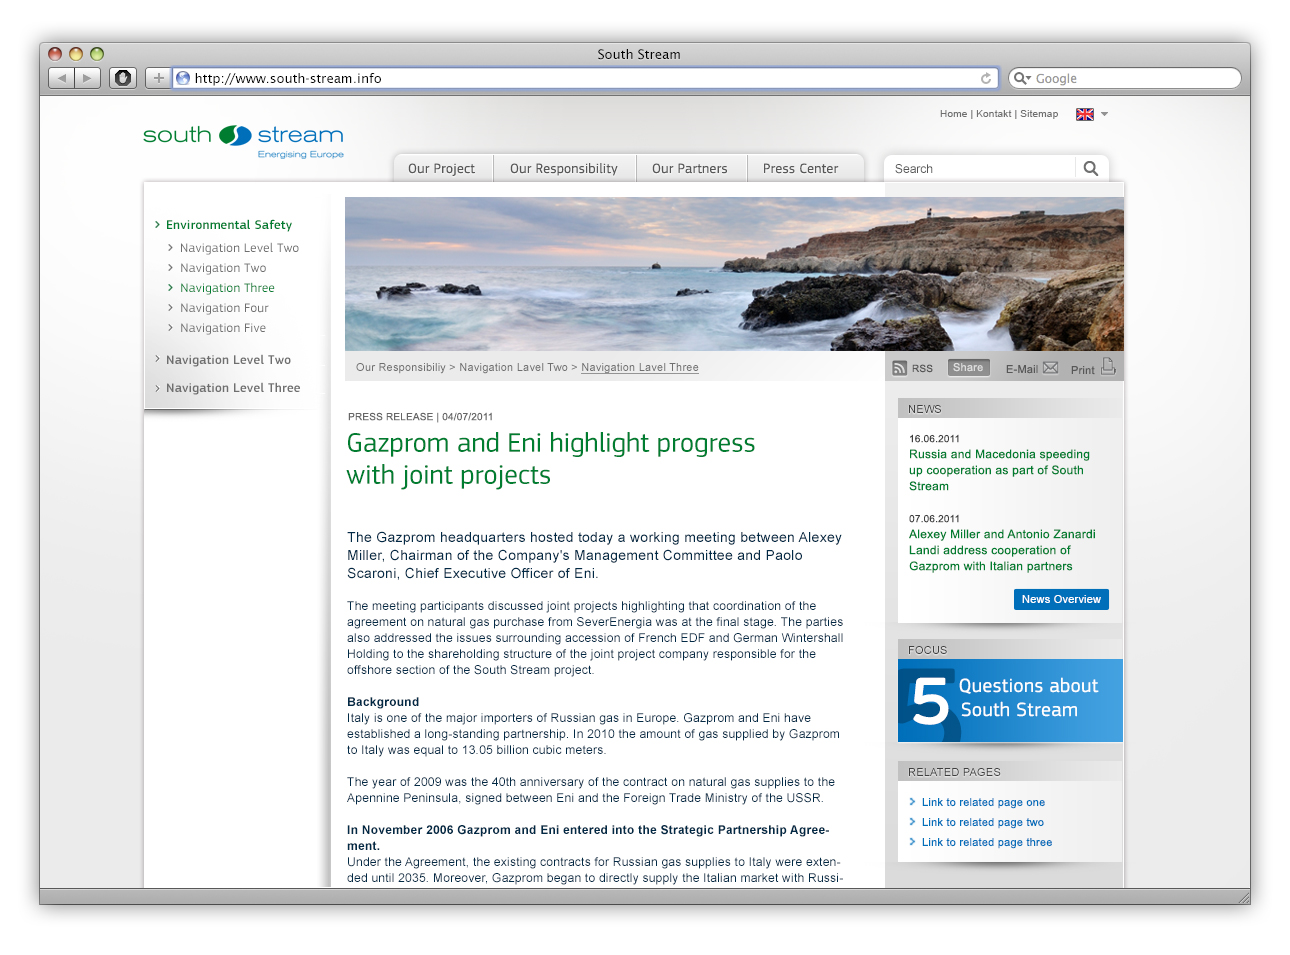 South Stream
http://www.south-stream.info
Google
Home | Kontakt | Sitemap
south stream
Energising Europe
Our Project
Our Responsibility
Our Partners
Press Center
Search
Environmental Safety
Navigation Level Two
Navigation Two
Navigation Three
Navigation Four
Navigation Five
Navigation Level Two
Navigation Level Three
Our Responsibiliy > Navigation Level Two > Navigation Level Three
RSS
Share
E-Mail
Print
PRESS RELEASE | 04/07/2011
Gazprom and Eni highlight progress
with joint projects
The Gazprom headquarters hosted today a working meeting between Alexey
Miller, Chairman of the Company's Management Committee and Paolo
Scaroni, Chief Executive Officer of Eni.
The meeting participants discussed joint projects highlighting that coordination of the
agreement on natural gas purchase from SeverEnergia was at the final stage. The parties
also addressed the issues surrounding accession of French EDF and German Wintershall
Holding to the shareholding structure of the joint project company responsible for the
offshore section of the South Stream project.
Background
Italy is one of the major importers of Russian gas in Europe. Gazprom and Eni have
established a long-standing partnership. In 2010 the amount of gas supplied by Gazprom
to Italy was equal to 13.05 billion cubic meters.
The year of 2009 was the 40th anniversary of the contract on natural gas supplies to the
Apennine Peninsula, signed between Eni and the Foreign Trade Ministry of the USSR.
In November 2006 Gazprom and Eni entered into the Strategic Partnership Agree-
ment.
Under the Agreement, the existing contracts for Russian gas supplies to Italy were exten-
ded until 2035. Moreover, Gazprom began to directly supply the Italian market with Russi-
NEWS
16.06.2011
Russia and Macedonia speeding
up cooperation as part of South
Stream
07.06.2011
Alexey Miller and Antonio Zanardi
Landi address cooperation of
Gazprom with Italian partners
News Overview
FOCUS
5 Questions about
South Stream
RELATED PAGES
Link to related page one
Link to related page two
Link to related page three